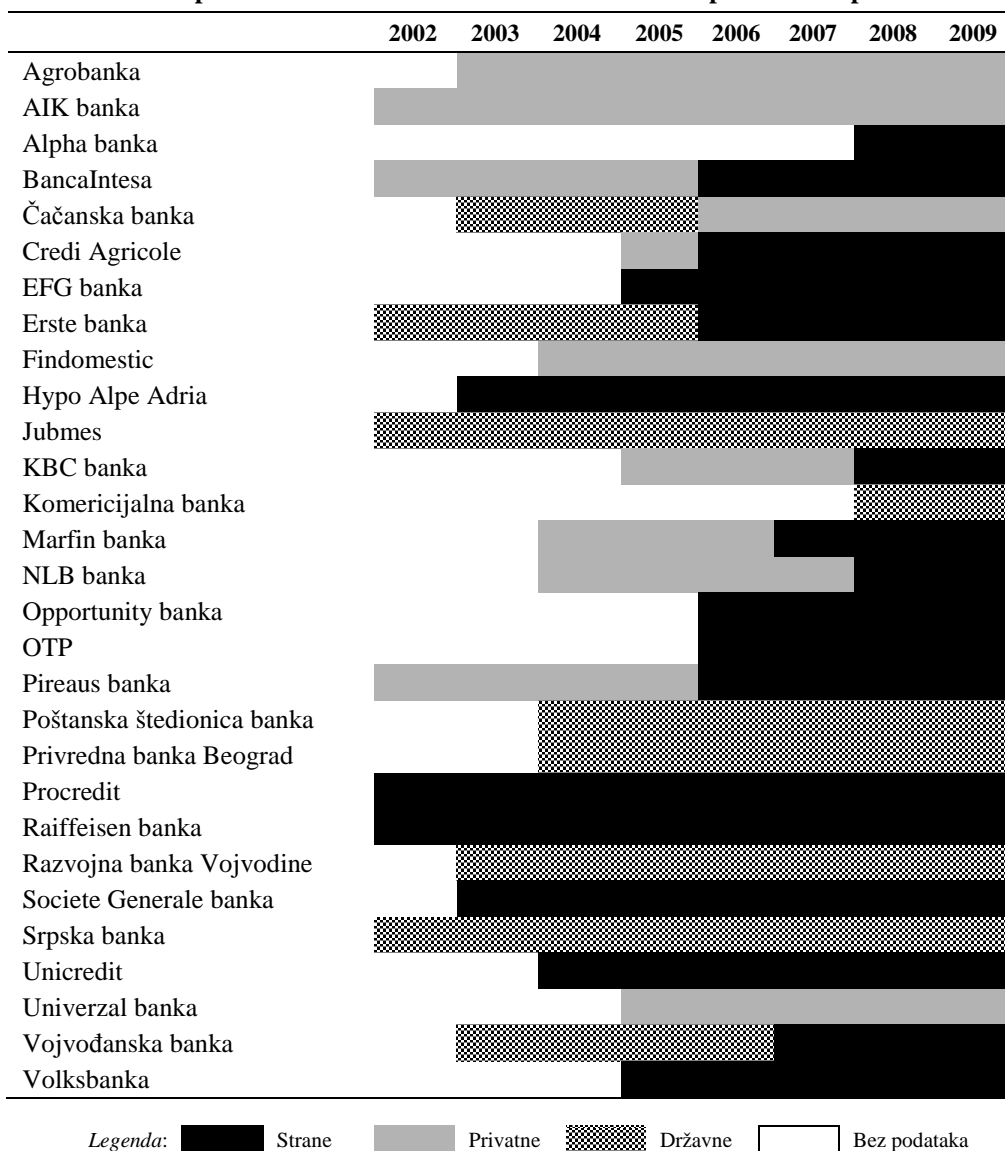 2002 2003 2004 2005 2006 2007 2008 2009
Agrobanka
AIK banka
Alpha banka
BancaIntesa
Čačanska banka
Credi Agricole
EFG banka
Erste banka
Findomestic
Hypo Alpe Adria
Jubmes
KBC banka
Komericijalna banka
Marfin banka
NLB banka
Opportunity banka
OTP
Pireaus banka
Poštanska štedionica banka
Privredna banka Beograd
Procredit
Raiffeisen banka
Razvojna banka Vojvodine
Societe Generale banka
Srpska banka
Unicredit
Univerzal banka
Vojvođanska banka
Volksbanka
Legenda: Strane Privatne Državne Bez podataka